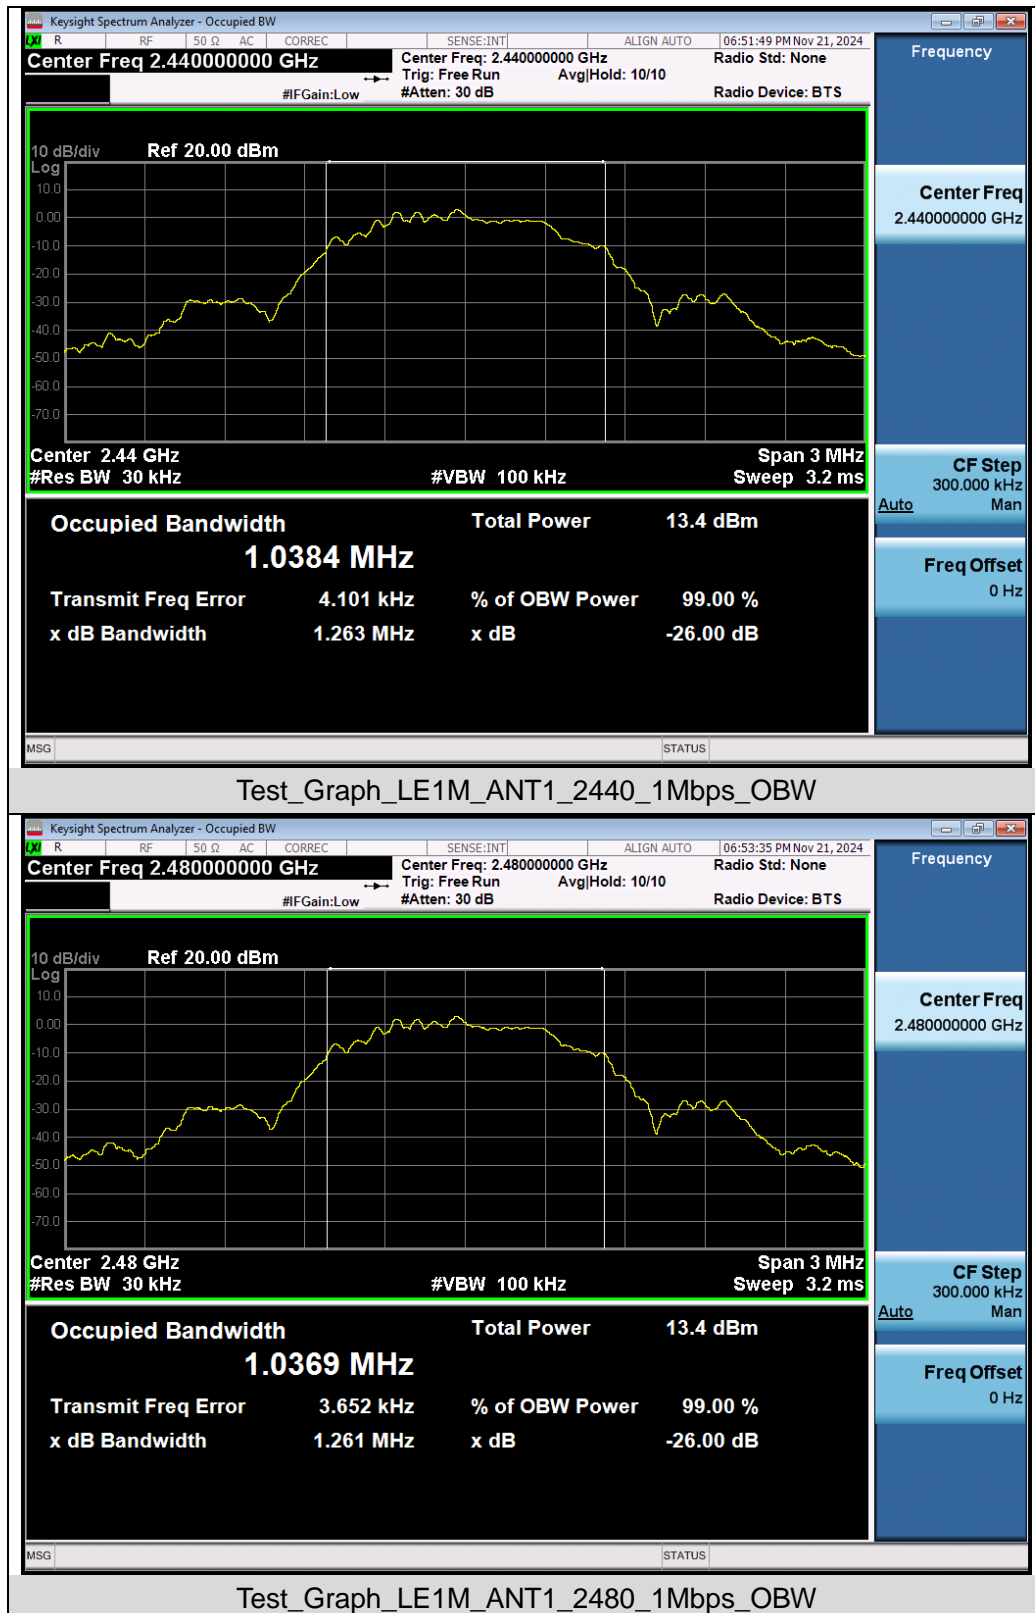 Keysight Spectrum Analyzer - Occupied BW
LXI R RF 50 Ω AC CORREC SENSE:INT ALIGN AUTO 06:51:49 PM Nov 21, 2024
Center Freq 2.440000000 GHz Center Freq: 2.440000000 GHz Radio Std: None Frequency
Trig: Free Run Avg|Hold: 10/10
#IFGain:Low #Atten: 30 dB Radio Device: BTS
10 dB/div Ref 20.00 dBm
Log
10.0
0.00
-10.0
-20.0
-30.0
-40.0
-50.0
-60.0
-70.0
Center Freq
2.440000000 GHz
Center 2.44 GHz Span 3 MHz
#Res BW 30 kHz #VBW 100 kHz Sweep 3.2 ms
CF Step
300.000 kHz
Auto Man
Occupied Bandwidth Total Power 13.4 dBm
1.0384 MHz
Freq Offset
0 Hz
Transmit Freq Error 4.101 kHz % of OBW Power 99.00 %
x dB Bandwidth 1.263 MHz x dB -26.00 dB
MSG STATUS
Test_Graph_LE1M_ANT1_2440_1Mbps_OBW
Keysight Spectrum Analyzer - Occupied BW
LXI R RF 50 Ω AC CORREC SENSE:INT ALIGN AUTO 06:53:35 PM Nov 21, 2024
Center Freq 2.480000000 GHz Center Freq: 2.480000000 GHz Radio Std: None Frequency
Trig: Free Run Avg|Hold: 10/10
#IFGain:Low #Atten: 30 dB Radio Device: BTS
10 dB/div Ref 20.00 dBm
Log
10.0
0.00
-10.0
-20.0
-30.0
-40.0
-50.0
-60.0
-70.0
Center Freq
2.480000000 GHz
Center 2.48 GHz Span 3 MHz
#Res BW 30 kHz #VBW 100 kHz Sweep 3.2 ms
CF Step
300.000 kHz
Auto Man
Occupied Bandwidth Total Power 13.4 dBm
1.0369 MHz
Freq Offset
0 Hz
Transmit Freq Error 3.652 kHz % of OBW Power 99.00 %
x dB Bandwidth 1.261 MHz x dB -26.00 dB
MSG STATUS
Test_Graph_LE1M_ANT1_2480_1Mbps_OBW